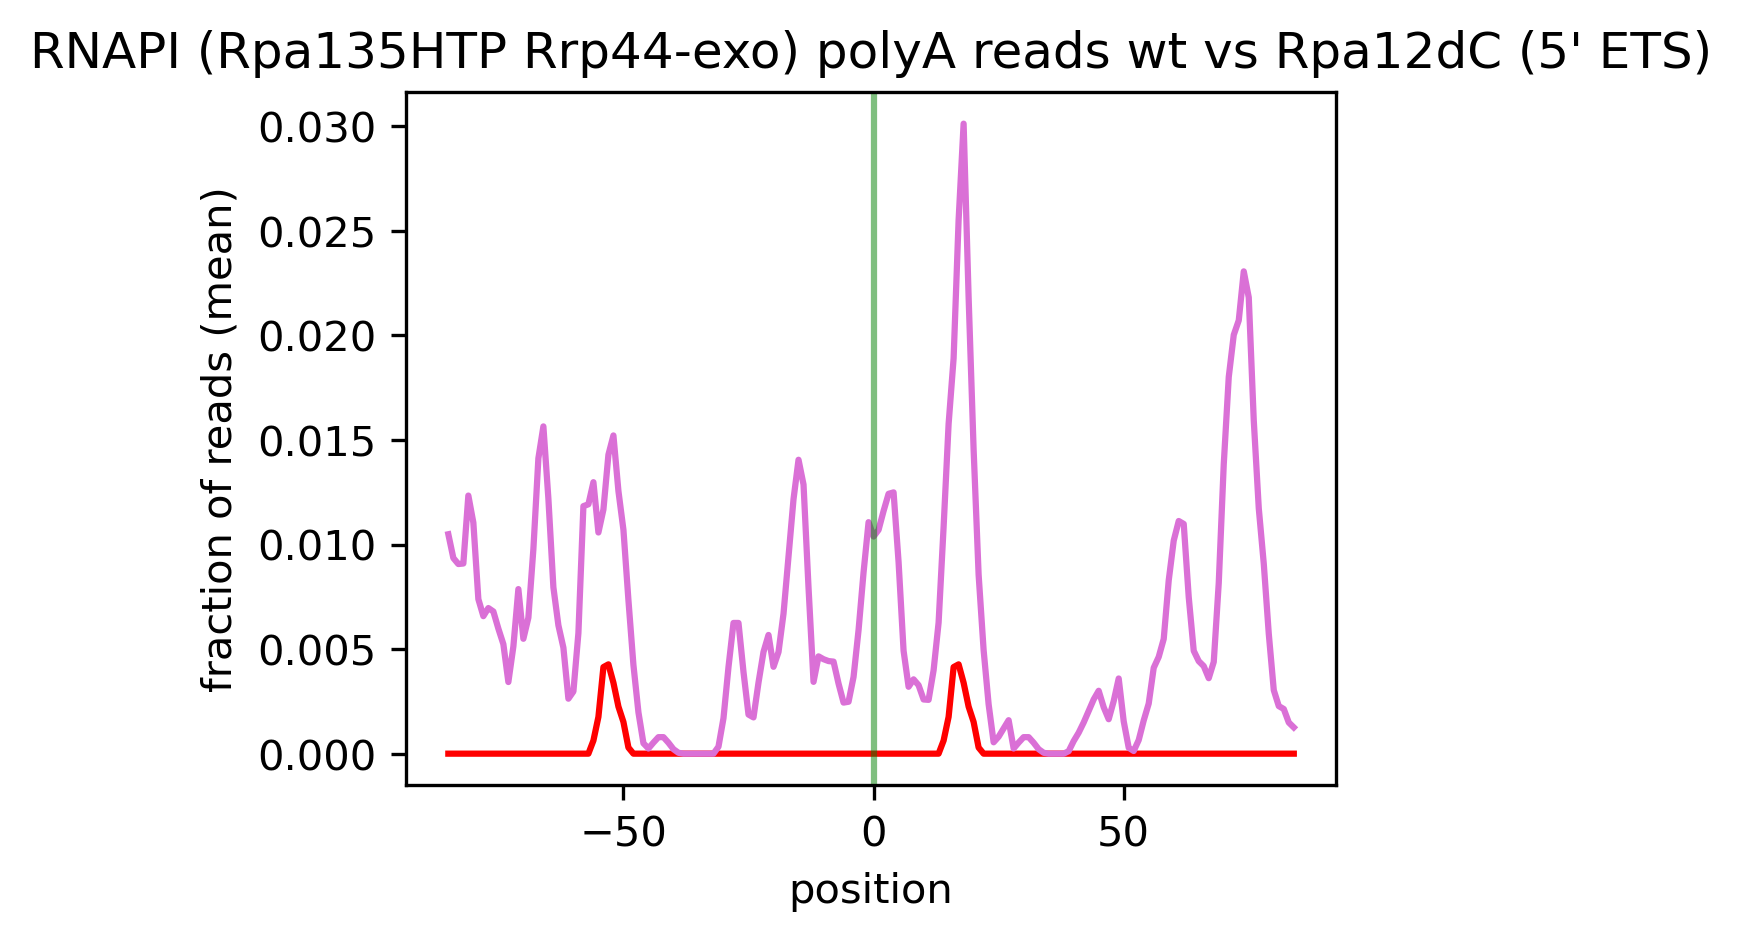 RNAPI (Rpa135HTP Rrp44-exo) polyA reads wt vs Rpa12dC (5' ETS)
fraction of reads (mean)
0.030
0.025
0.020
0.015
0.010
0.005
0.000
−50 0 50
position